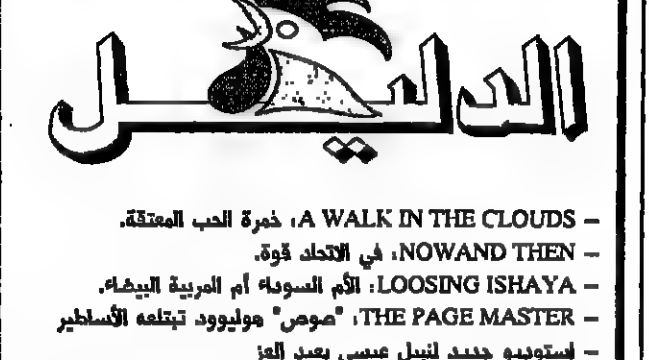 الدليل
– A WALK IN THE CLOUDS، خمرة الحب المعتقة.
– NOWAND THEN، في الاتحاد قوة.
– LOOSING ISHAYA، الأم السوداء أم المربية البيضاء.
– THE PAGE MASTER، "صوص" هوليوود تبتلعه الأساطير
– استوديو جديد لنبيل عيسى يعيد العز